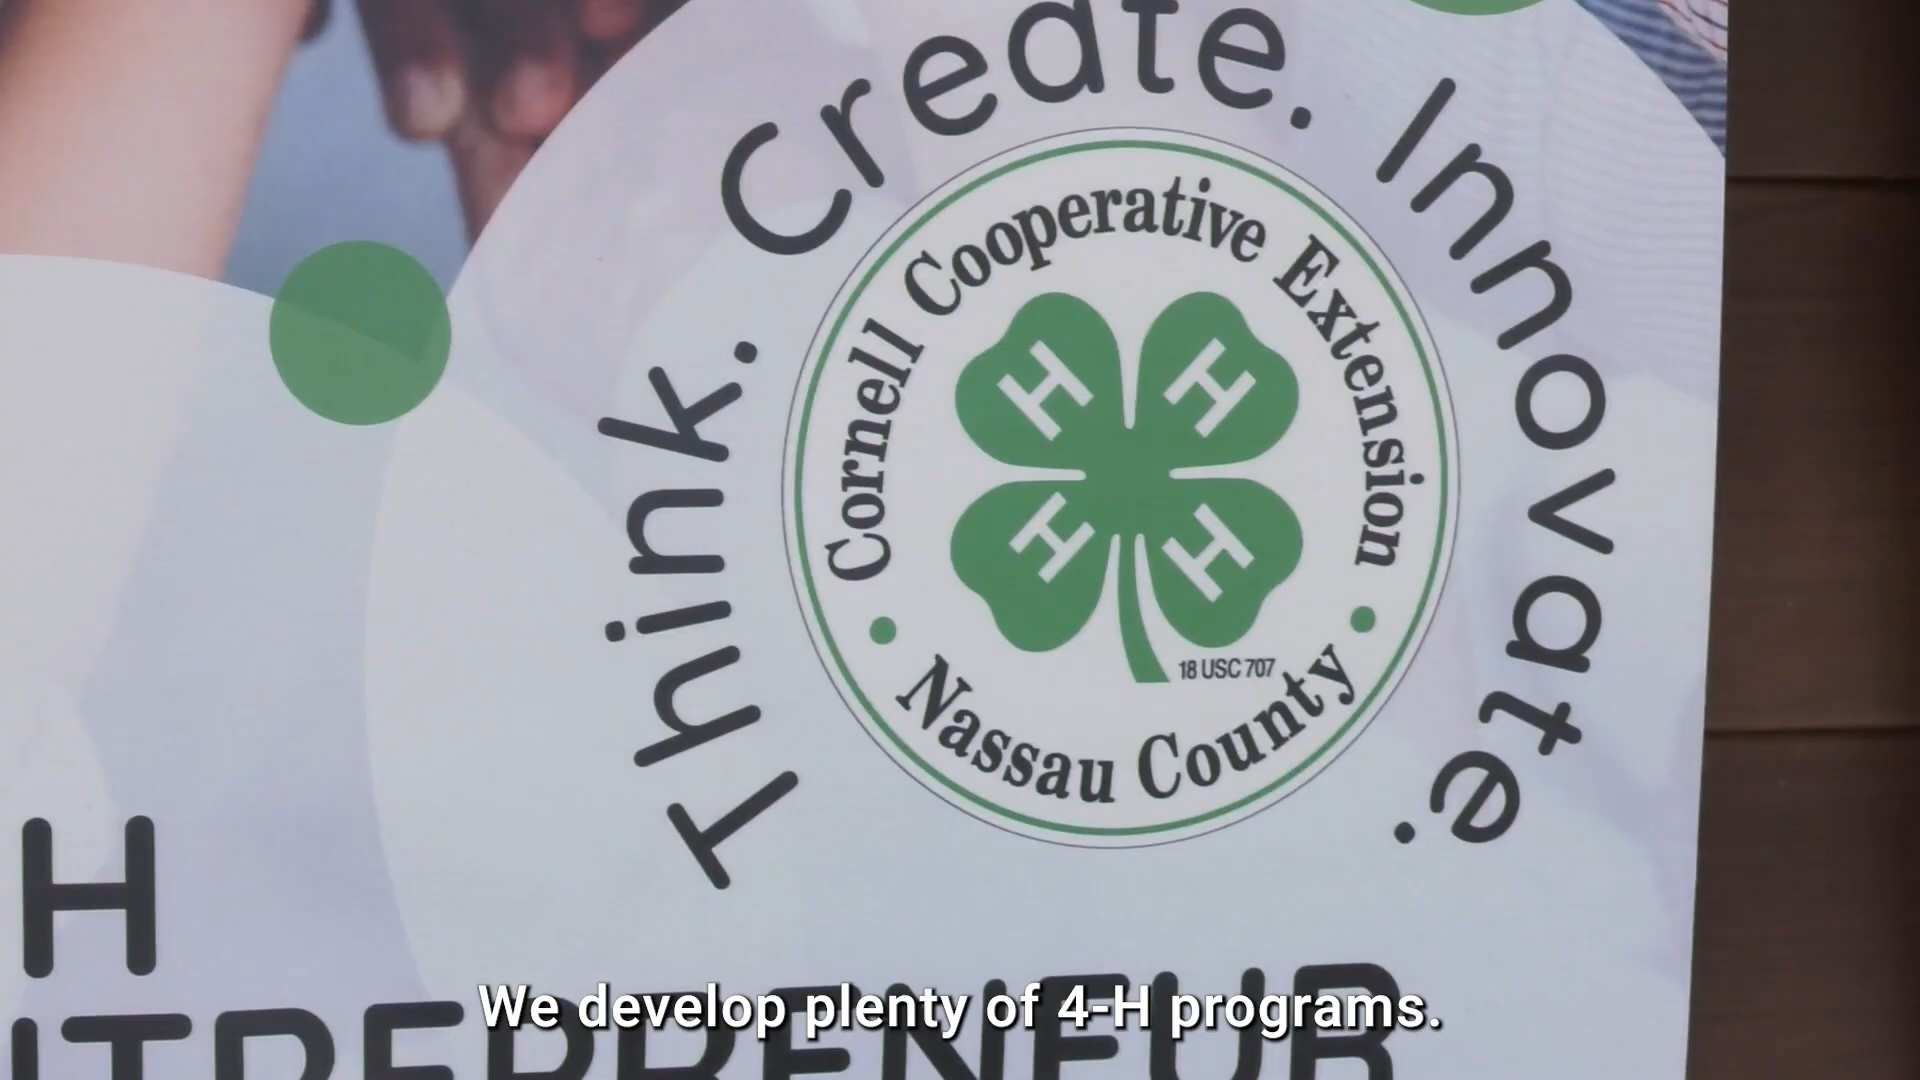 Think. Create. Innovate.
Cornell Cooperative Extension
H H
H H
18 USC 707
• Nassau County •
H
We develop plenty of 4-H programs.